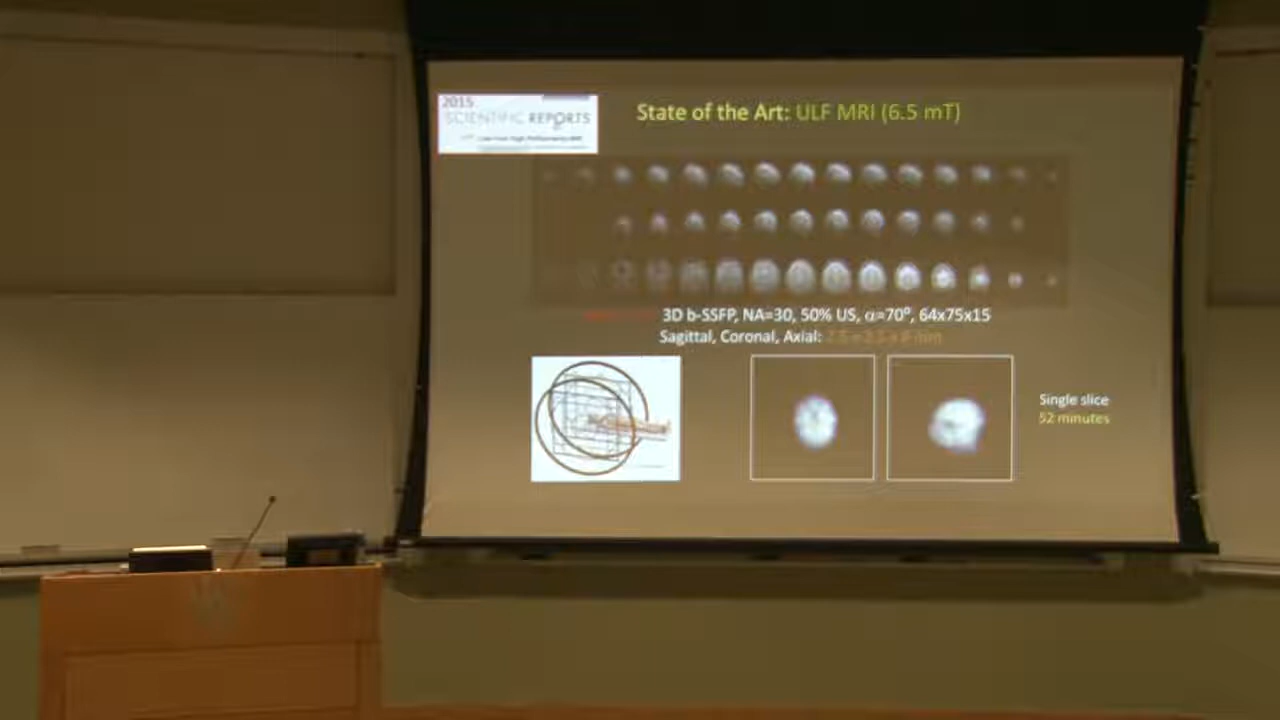 2015
SCIENTIFIC REPORTS
State of the Art: ULF MRI (6.5 mT)
3D b-SSFP, NA=30, 50% US, α=70°, 64x75x15
Sagittal, Coronal, Axial:
Single slice
52 minutes